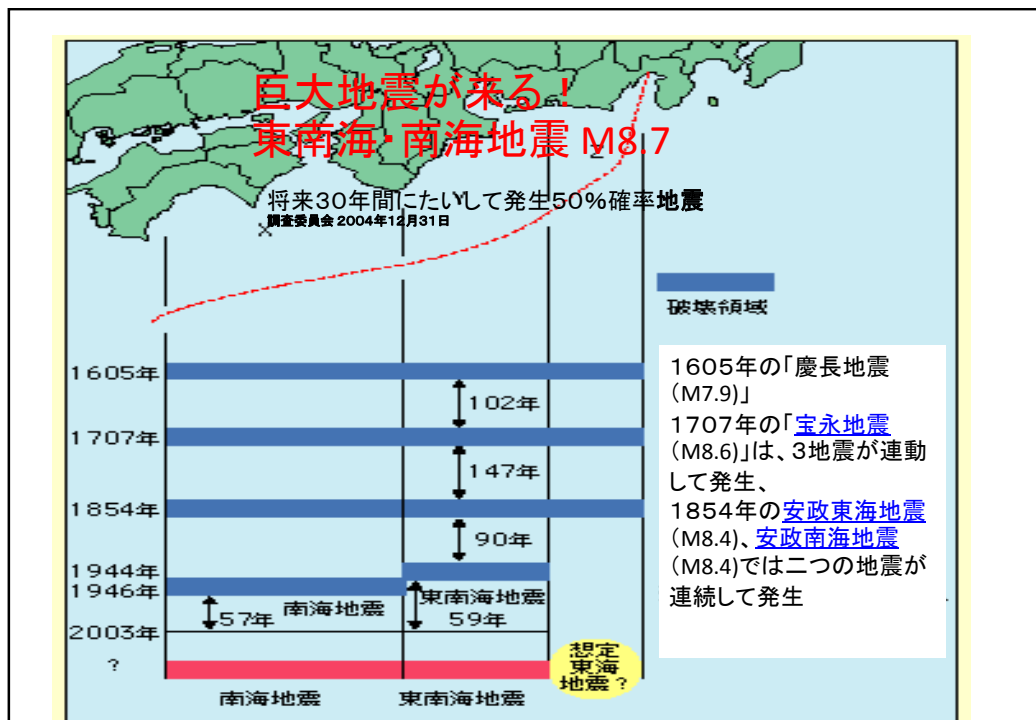 巨大地震が来る!
東南海・南海地震 M8.7
Z
将来30年間にたいして発生50%確率地震
Y
調査委員会 2004年12月31日
X
破壊領域
1605年
102年
1707年
147年
1854年
90年
1944年
1946年
南海地震
東南海地震
57年
59年
2003年
?
想定
東海
地震?
南海地震
東南海地震
1605年の「慶長地震
(M7.9)」
1707年の「宝永地震
(M8.6)」は、3地震が連動
して発生、
1854年の安政東海地震
(M8.4)、安政南海地震
(M8.4)では二つの地震が
連続して発生